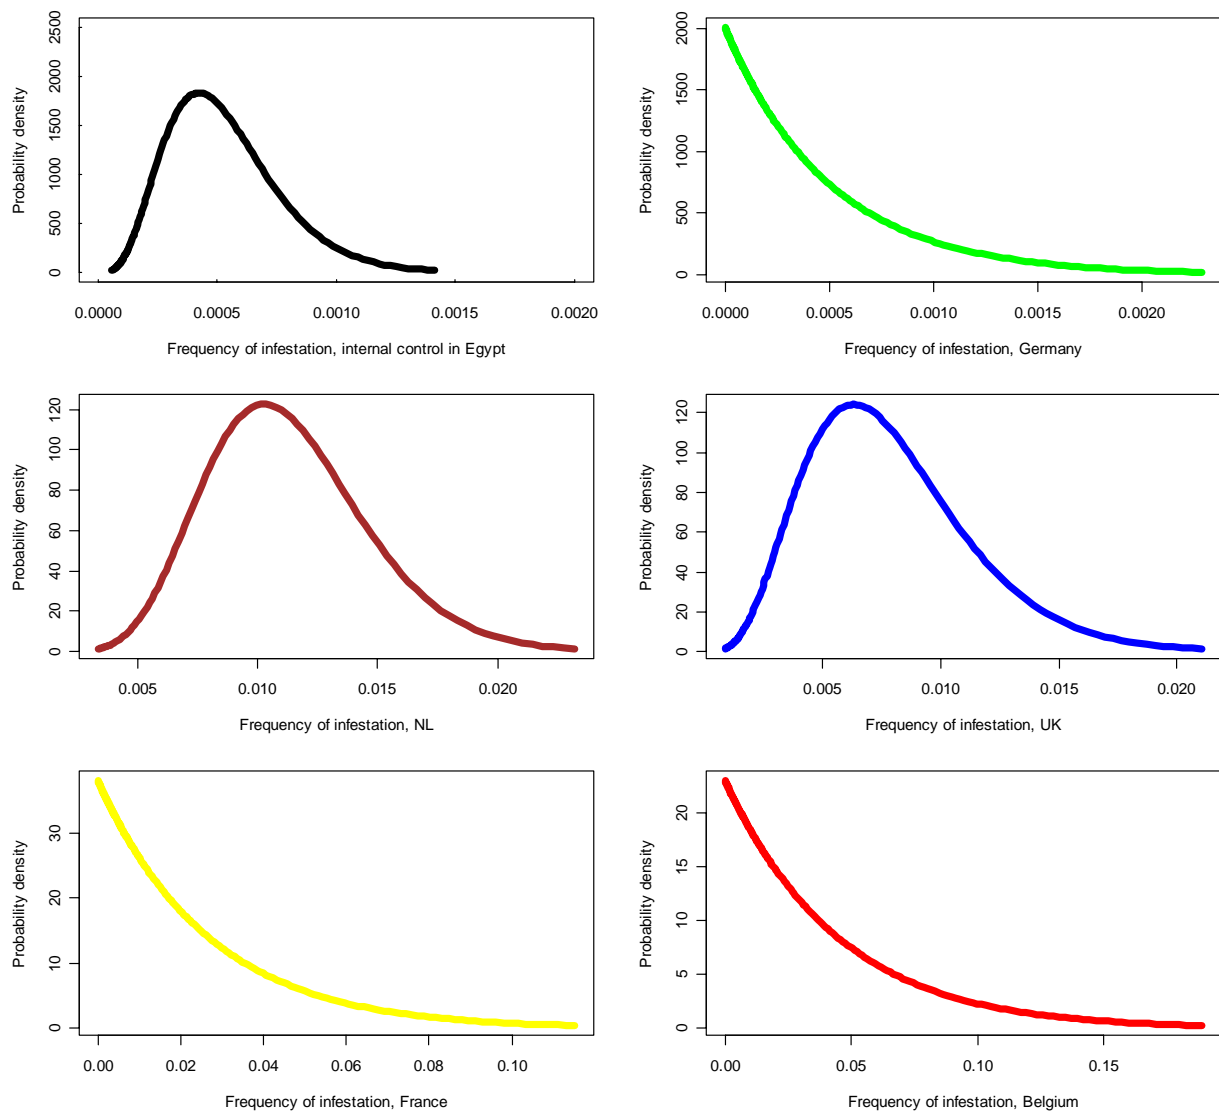 Probability density
0 500 1000 1500 2000 2500
0.0000 0.0005 0.0010 0.0015 0.0020
Frequency of infestation, internal control in Egypt
Probability density
0 500 1000 1500 2000
0.0000 0.0005 0.0010 0.0015 0.0020
Frequency of infestation, Germany
Probability density
0 20 40 60 80 100 120
0.005 0.010 0.015 0.020
Frequency of infestation, NL
Probability density
0 20 40 60 80 100 120
0.005 0.010 0.015 0.020
Frequency of infestation, UK
Probability density
0 10 20 30
0.00 0.02 0.04 0.06 0.08 0.10
Frequency of infestation, France
Probability density
0 5 10 15 20
0.00 0.05 0.10 0.15
Frequency of infestation, Belgium